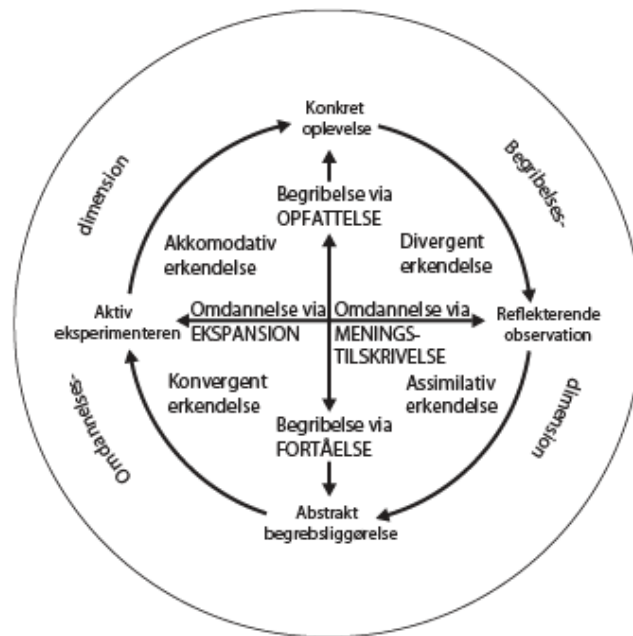 Konkret
oplevelse
dimension
Begribelses-
Begribelse via
OPFATTELSE
Akkomodativ
erkendelse
Divergent
erkendelse
Aktiv
eksperimenteren
Omdannelse via
EKSPANSION
Omdannelse via
MENINGS-
TILSKRIVELSE
Reflekterende
observation
Konvergent
erkendelse
Assimilativ
erkendelse
Omdannelses-
dimension
Begribelse via
FORTÅELSE
Abstrakt
begrebsliggørelse